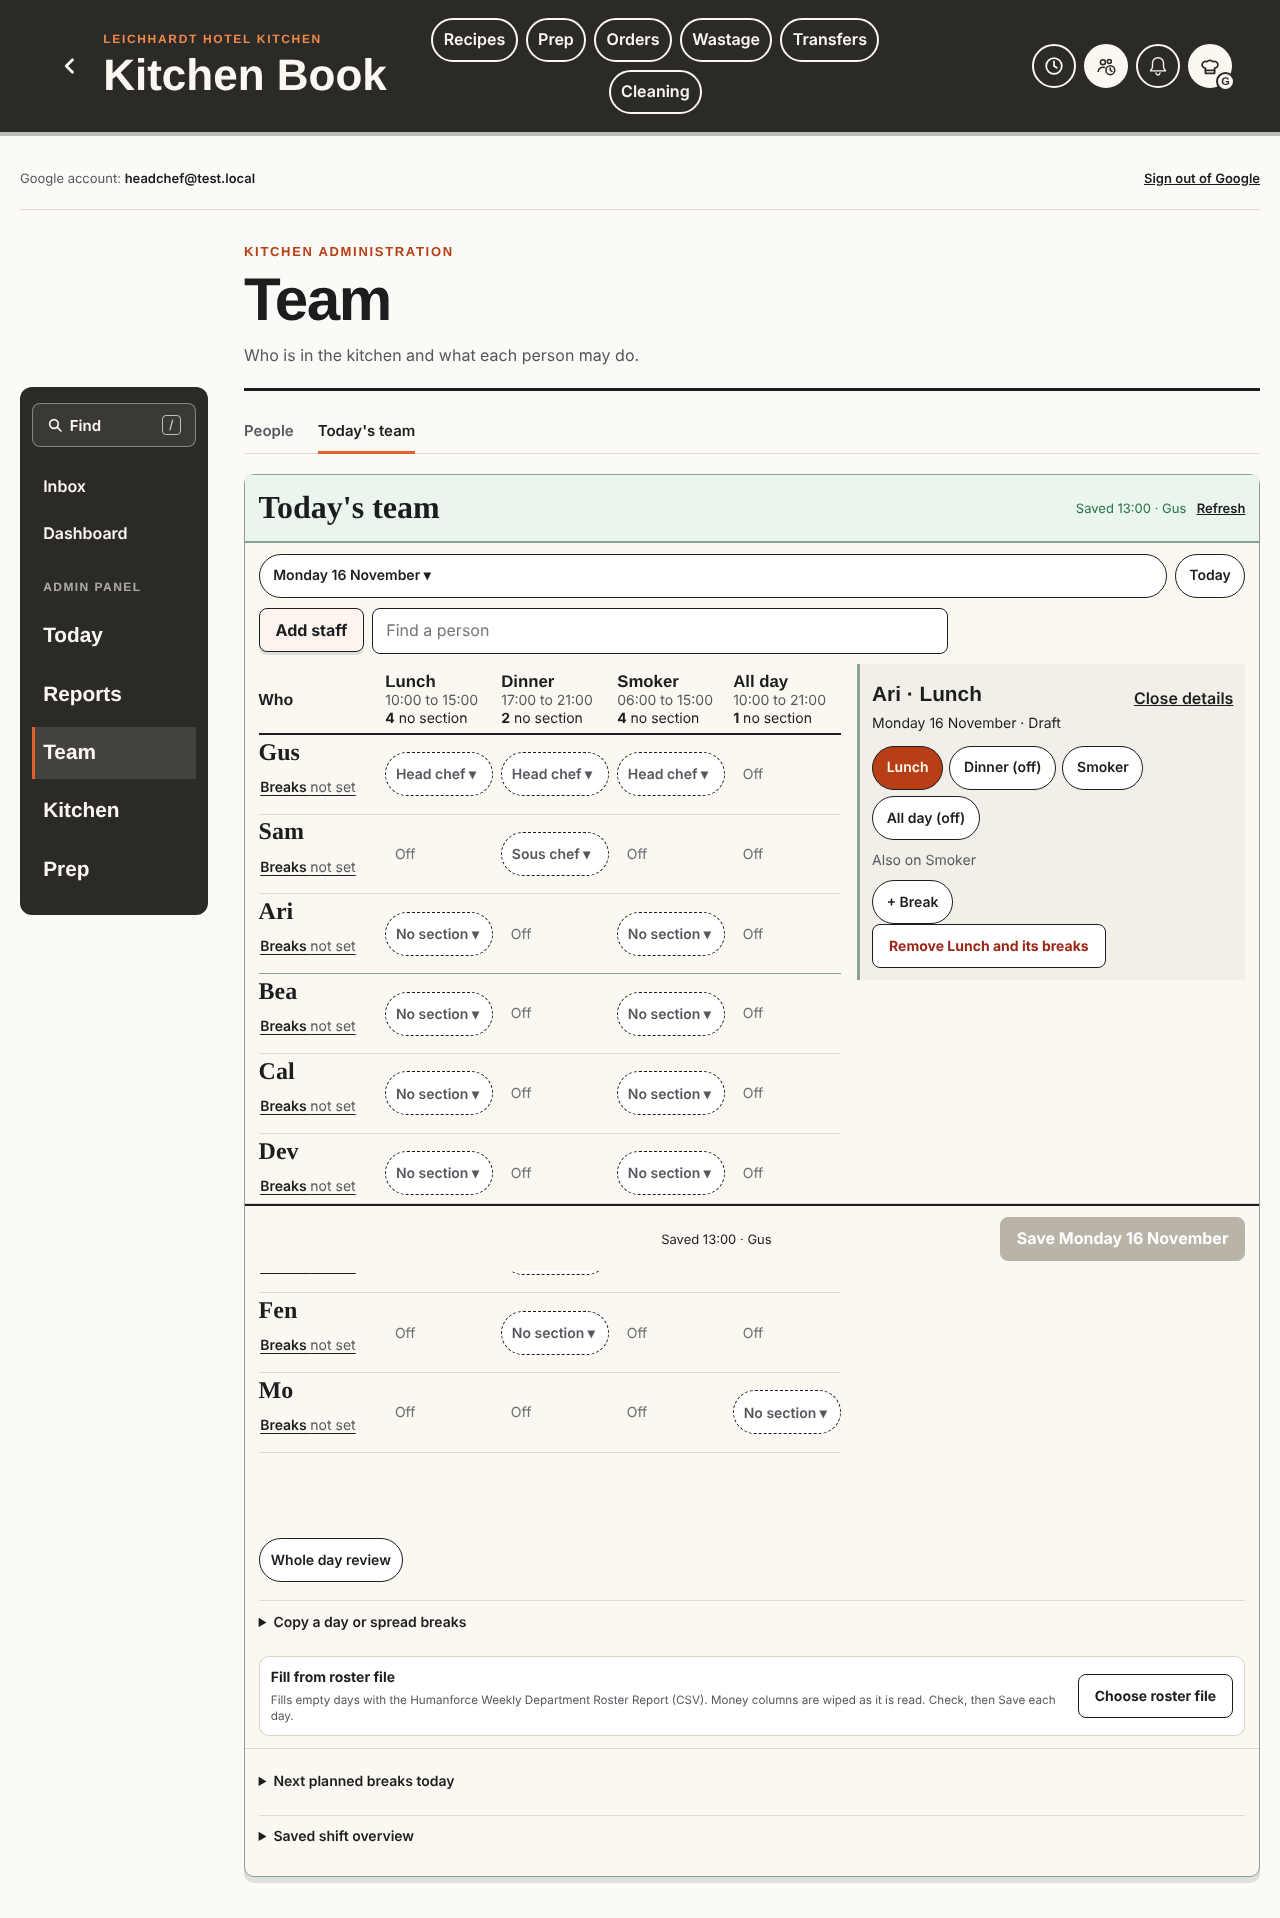 LEICHHARDT HOTEL KITCHEN
Kitchen Book
Recipes
Prep
Orders
Wastage
Transfers
Cleaning
G
Google account: headchef@test.local
Sign out of Google
KITCHEN ADMINISTRATION
Team
Who is in the kitchen and what each person may do.
Find
/
Inbox
Dashboard
ADMIN PANEL
Today
Reports
Team
Kitchen
Prep
People
Today's team
Today's team
Saved 13:00 · Gus
Refresh
Monday 16 November ▾
Today
Add staff
Find a person
Who
Lunch
10:00 to 15:00
4 no section
Dinner
17:00 to 21:00
2 no section
Smoker
06:00 to 15:00
4 no section
All day
10:00 to 21:00
1 no section
Gus
Breaks not set
Head chef ▾
Head chef ▾
Head chef ▾
Off
Sam
Breaks not set
Off
Sous chef ▾
Off
Off
Ari
Breaks not set
No section ▾
Off
No section ▾
Off
Bea
Breaks not set
No section ▾
Off
No section ▾
Off
Cal
Breaks not set
No section ▾
Off
No section ▾
Off
Dev
Breaks not set
No section ▾
Off
No section ▾
Off
Ari · Lunch
Close details
Monday 16 November · Draft
Lunch
Dinner (off)
Smoker
All day (off)
Also on Smoker
+ Break
Remove Lunch and its breaks
Saved 13:00 · Gus
Save Monday 16 November
Fen
Breaks not set
Off
No section ▾
Off
Off
Mo
Breaks not set
Off
Off
Off
No section ▾
Whole day review
▶ Copy a day or spread breaks
Fill from roster file
Fills empty days with the Humanforce Weekly Department Roster Report (CSV). Money columns are wiped as it is read. Check, then Save each
day.
Choose roster file
▶ Next planned breaks today
▶ Saved shift overview